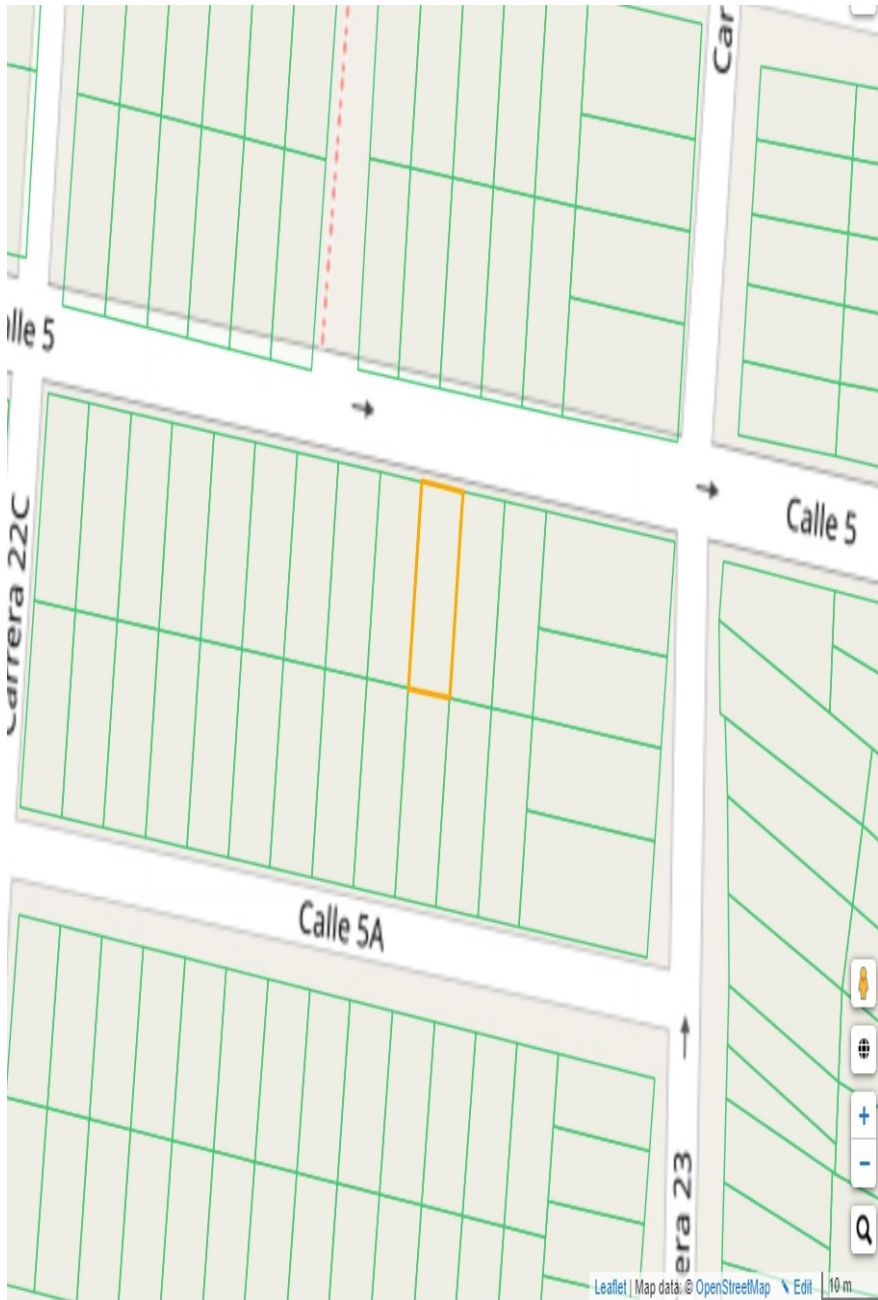 Car
lle 5
Calle 5
Carrera 22C
Calle 5A
era 23
+
−
Leaflet | Map data: © OpenStreetMap Edit 10 m